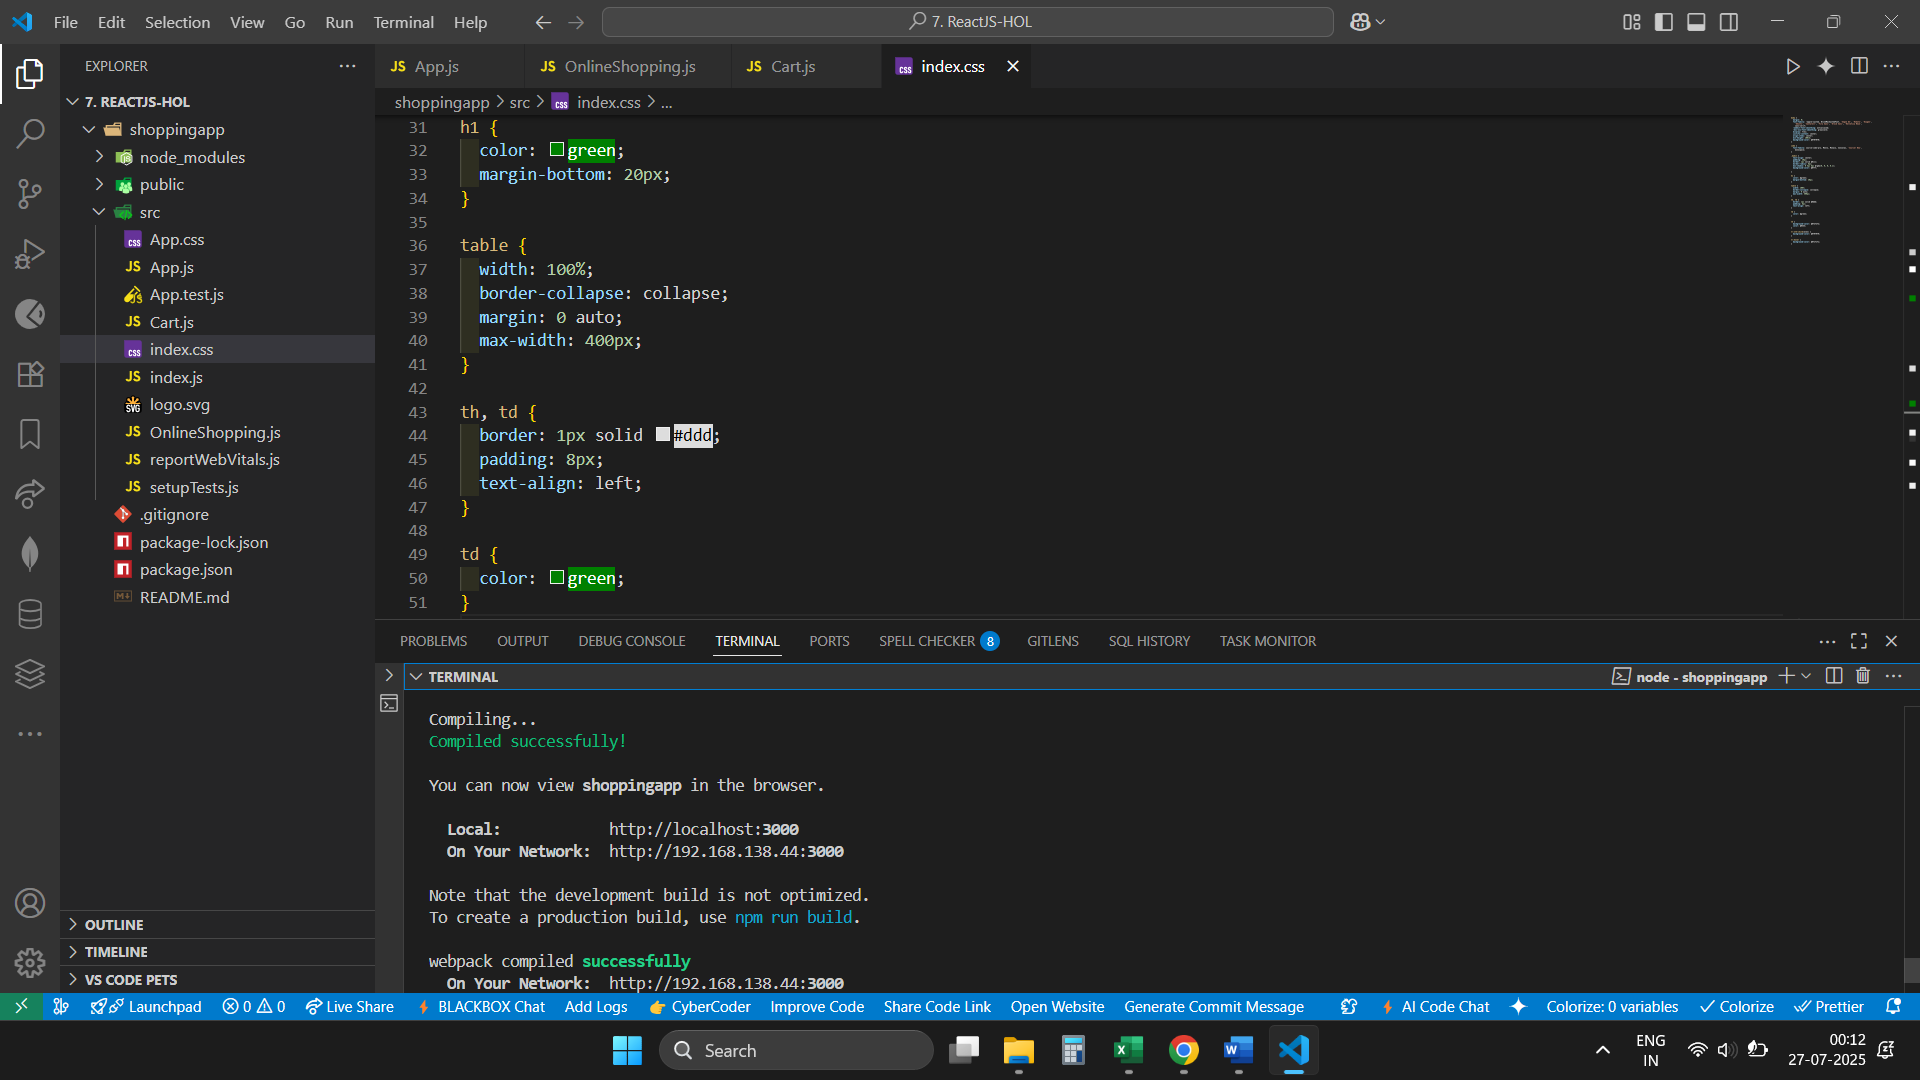 File Edit Selection View Go Run Terminal Help
7. ReactJS-HOL
EXPLORER
7. REACTJS-HOL
shoppingapp
node_modules
public
src
App.css
App.js
App.test.js
Cart.js
index.css
index.js
logo.svg
OnlineShopping.js
reportWebVitals.js
setupTests.js
.gitignore
package-lock.json
package.json
README.md
OUTLINE
TIMELINE
VS CODE PETS
JS App.js JS OnlineShopping.js JS Cart.js css index.css
shoppingapp > src > css index.css > ...
31 h1 {
32 color: green;
33 margin-bottom: 20px;
34 }
35
36 table {
37 width: 100%;
38 border-collapse: collapse;
39 margin: 0 auto;
40 max-width: 400px;
41 }
42
43 th, td {
44 border: 1px solid #ddd;
45 padding: 8px;
46 text-align: left;
47 }
48
49 td {
50 color: green;
51 }
PROBLEMS OUTPUT DEBUG CONSOLE TERMINAL PORTS SPELL CHECKER 8 GITLENS SQL HISTORY TASK MONITOR
TERMINAL
node - shoppingapp
Compiling...
Compiled successfully!
You can now view shoppingapp in the browser.
Local: http://localhost:3000
On Your Network: http://192.168.138.44:3000
Note that the development build is not optimized.
To create a production build, use npm run build.
webpack compiled successfully
On Your Network: http://192.168.138.44:3000
Launchpad 0 0 Live Share BLACKBOX Chat Add Logs CyberCoder Improve Code Share Code Link Open Website Generate Commit Message AI Code Chat Colorize: 0 variables Colorize Prettier
Search
ENG
IN
00:12
27-07-2025